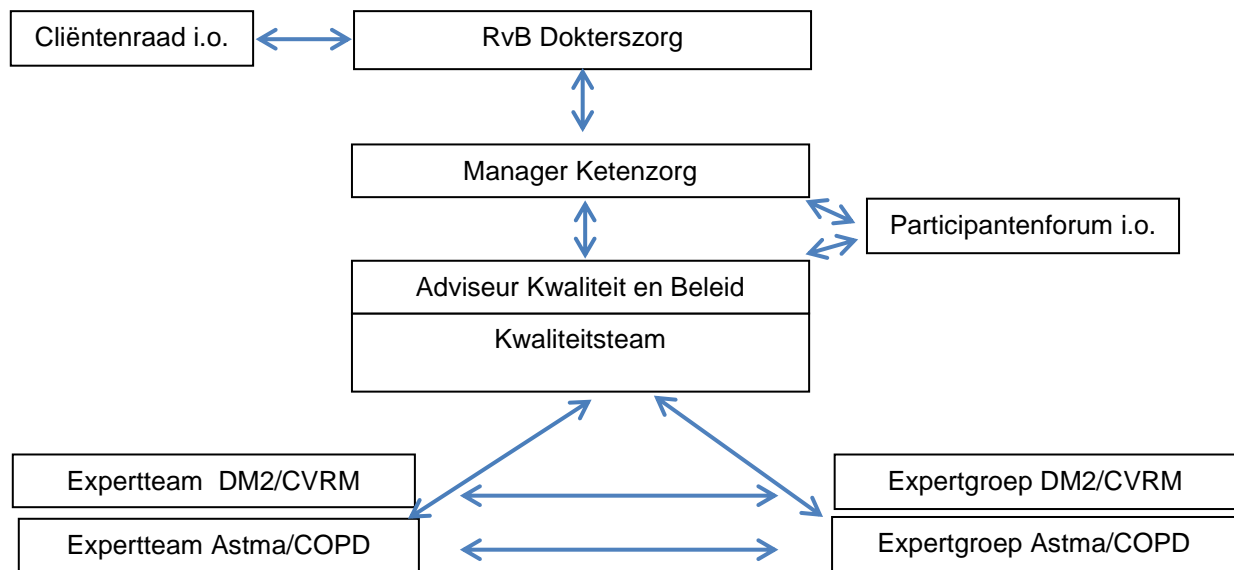 Cliëntenraad i.o.
RvB Dokterszorg
Manager Ketenzorg
Participantenforum i.o.
Adviseur Kwaliteit en Beleid
Kwaliteitsteam
Expertteam DM2/CVRM
Expertgroep DM2/CVRM
Expertteam Astma/COPD
Expertgroep Astma/COPD